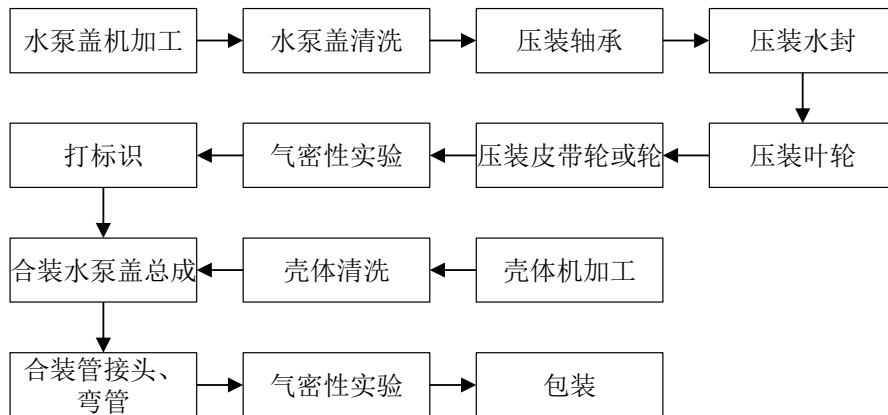 水泵盖机加工
水泵盖清洗
压装轴承
压装水封
打标识
气密性实验
压装皮带轮或轮
压装叶轮
合装水泵盖总成
壳体清洗
壳体机加工
合装管接头、
弯管
气密性实验
包装